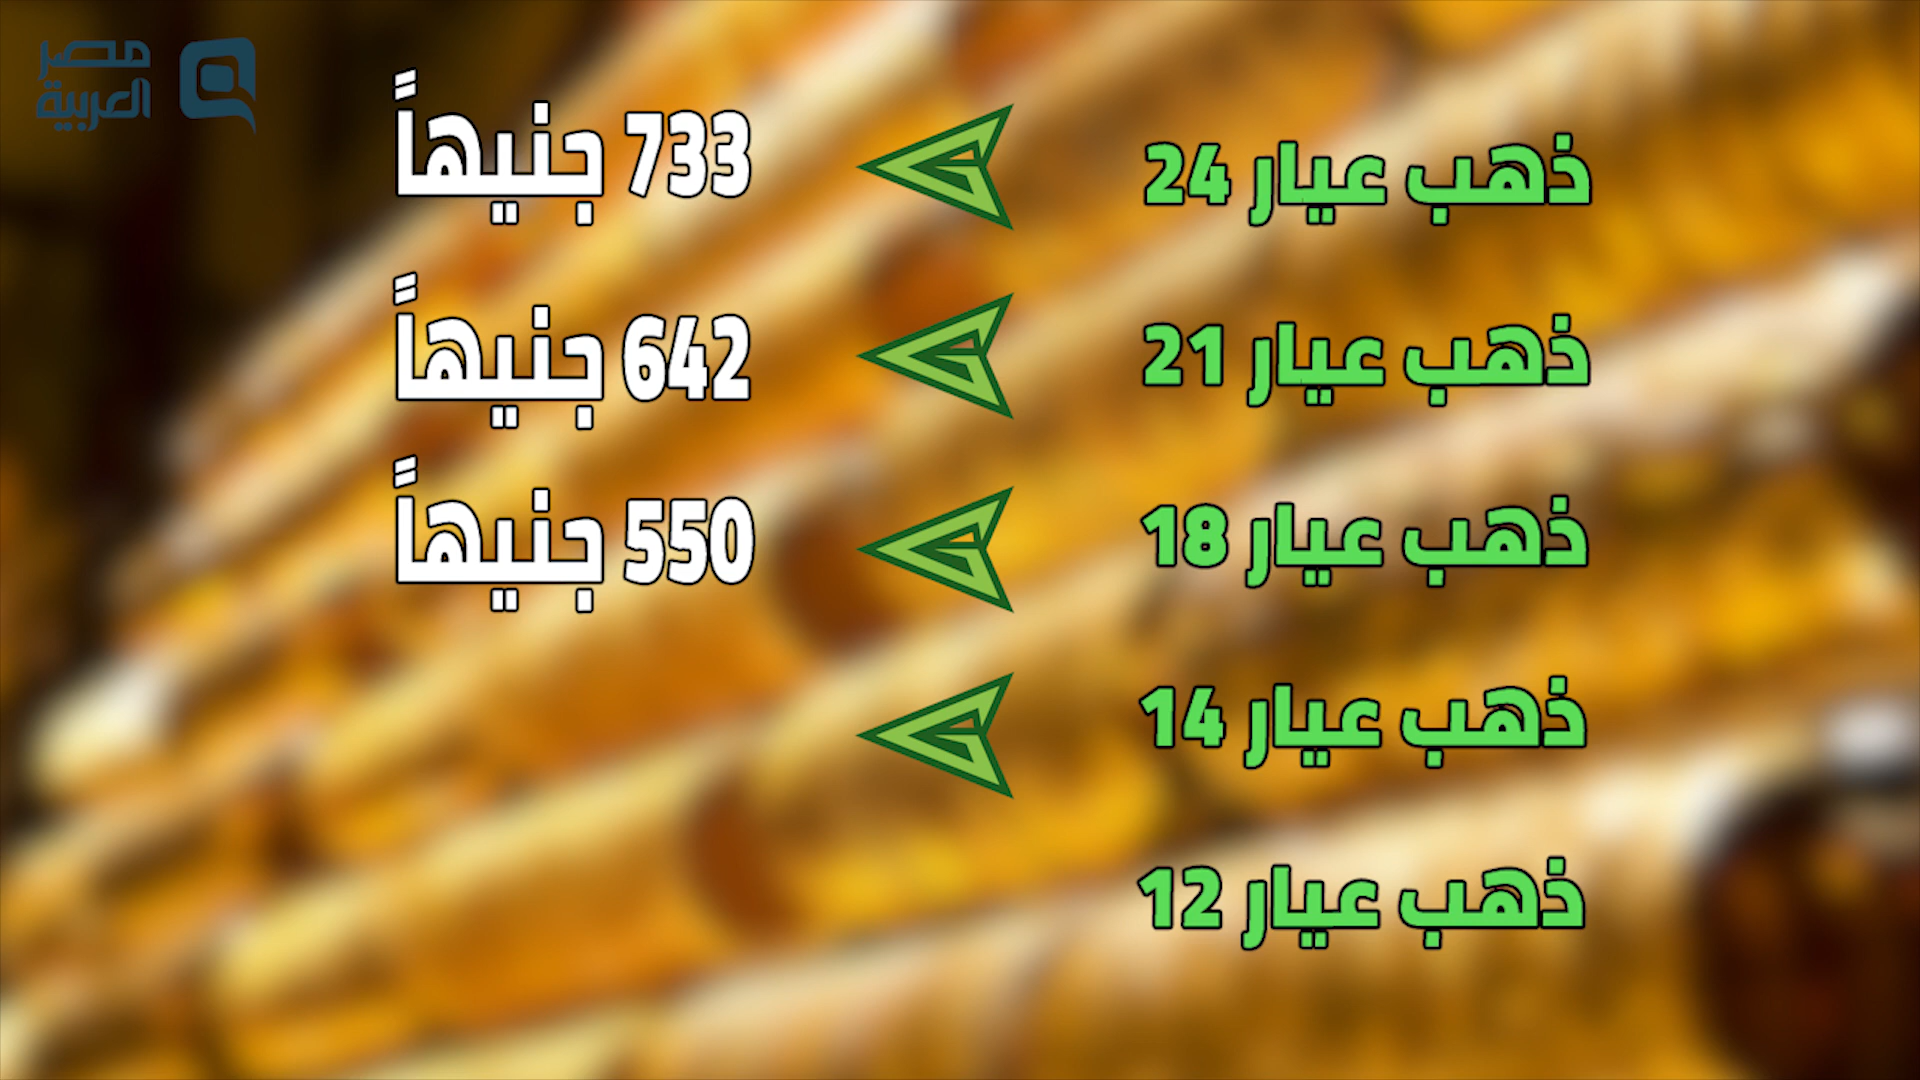 مصر
العربية
ذهب عيار 24 733 جنيهاً
ذهب عيار 21 642 جنيهاً
ذهب عيار 18 550 جنيهاً
ذهب عيار 14
ذهب عيار 12